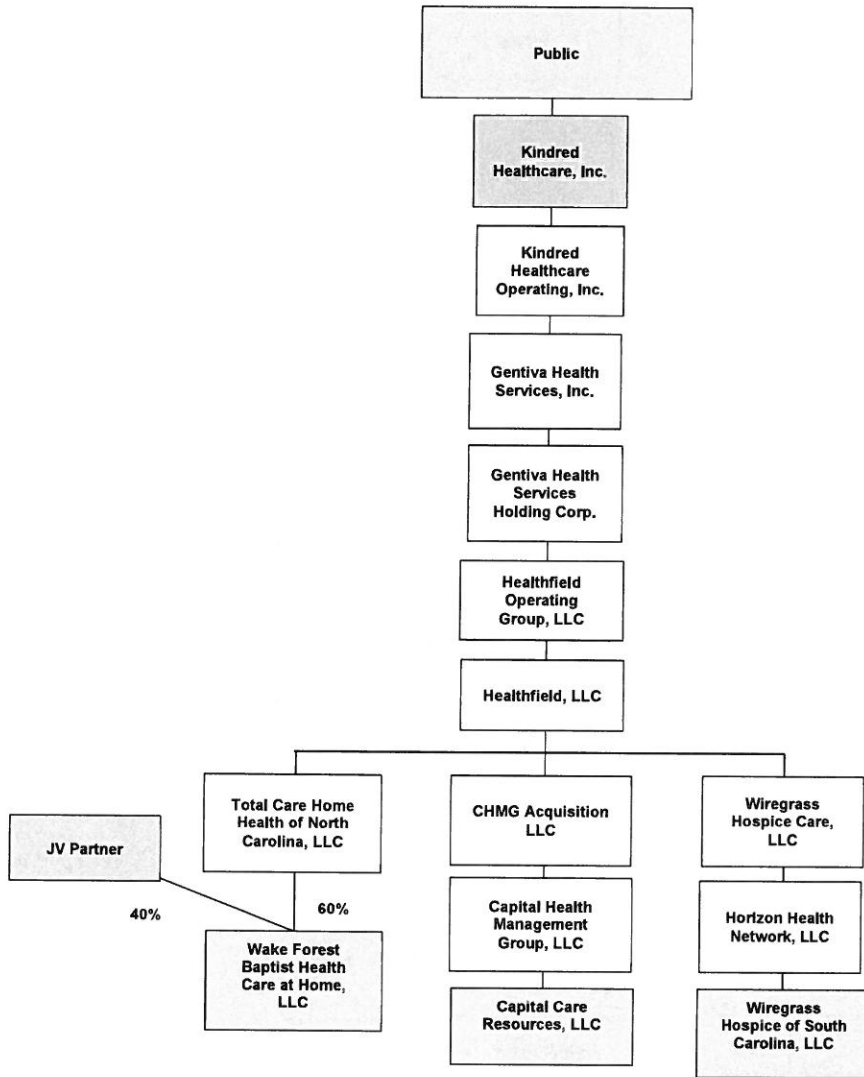 Public
Kindred
Healthcare, Inc.
Kindred
Healthcare
Operating, Inc.
Gentiva Health
Services, Inc.
Gentiva Health
Services
Holding Corp.
Healthfield
Operating
Group, LLC
Healthfield, LLC
Total Care Home
Health of North
Carolina, LLC
CHMG Acquisition
LLC
Wiregrass
Hospice Care,
LLC
JV Partner
40%
60%
Wake Forest
Baptist Health
Care at Home,
LLC
Capital Health
Management
Group, LLC
Horizon Health
Network, LLC
Capital Care
Resources, LLC
Wiregrass
Hospice of South
Carolina, LLC